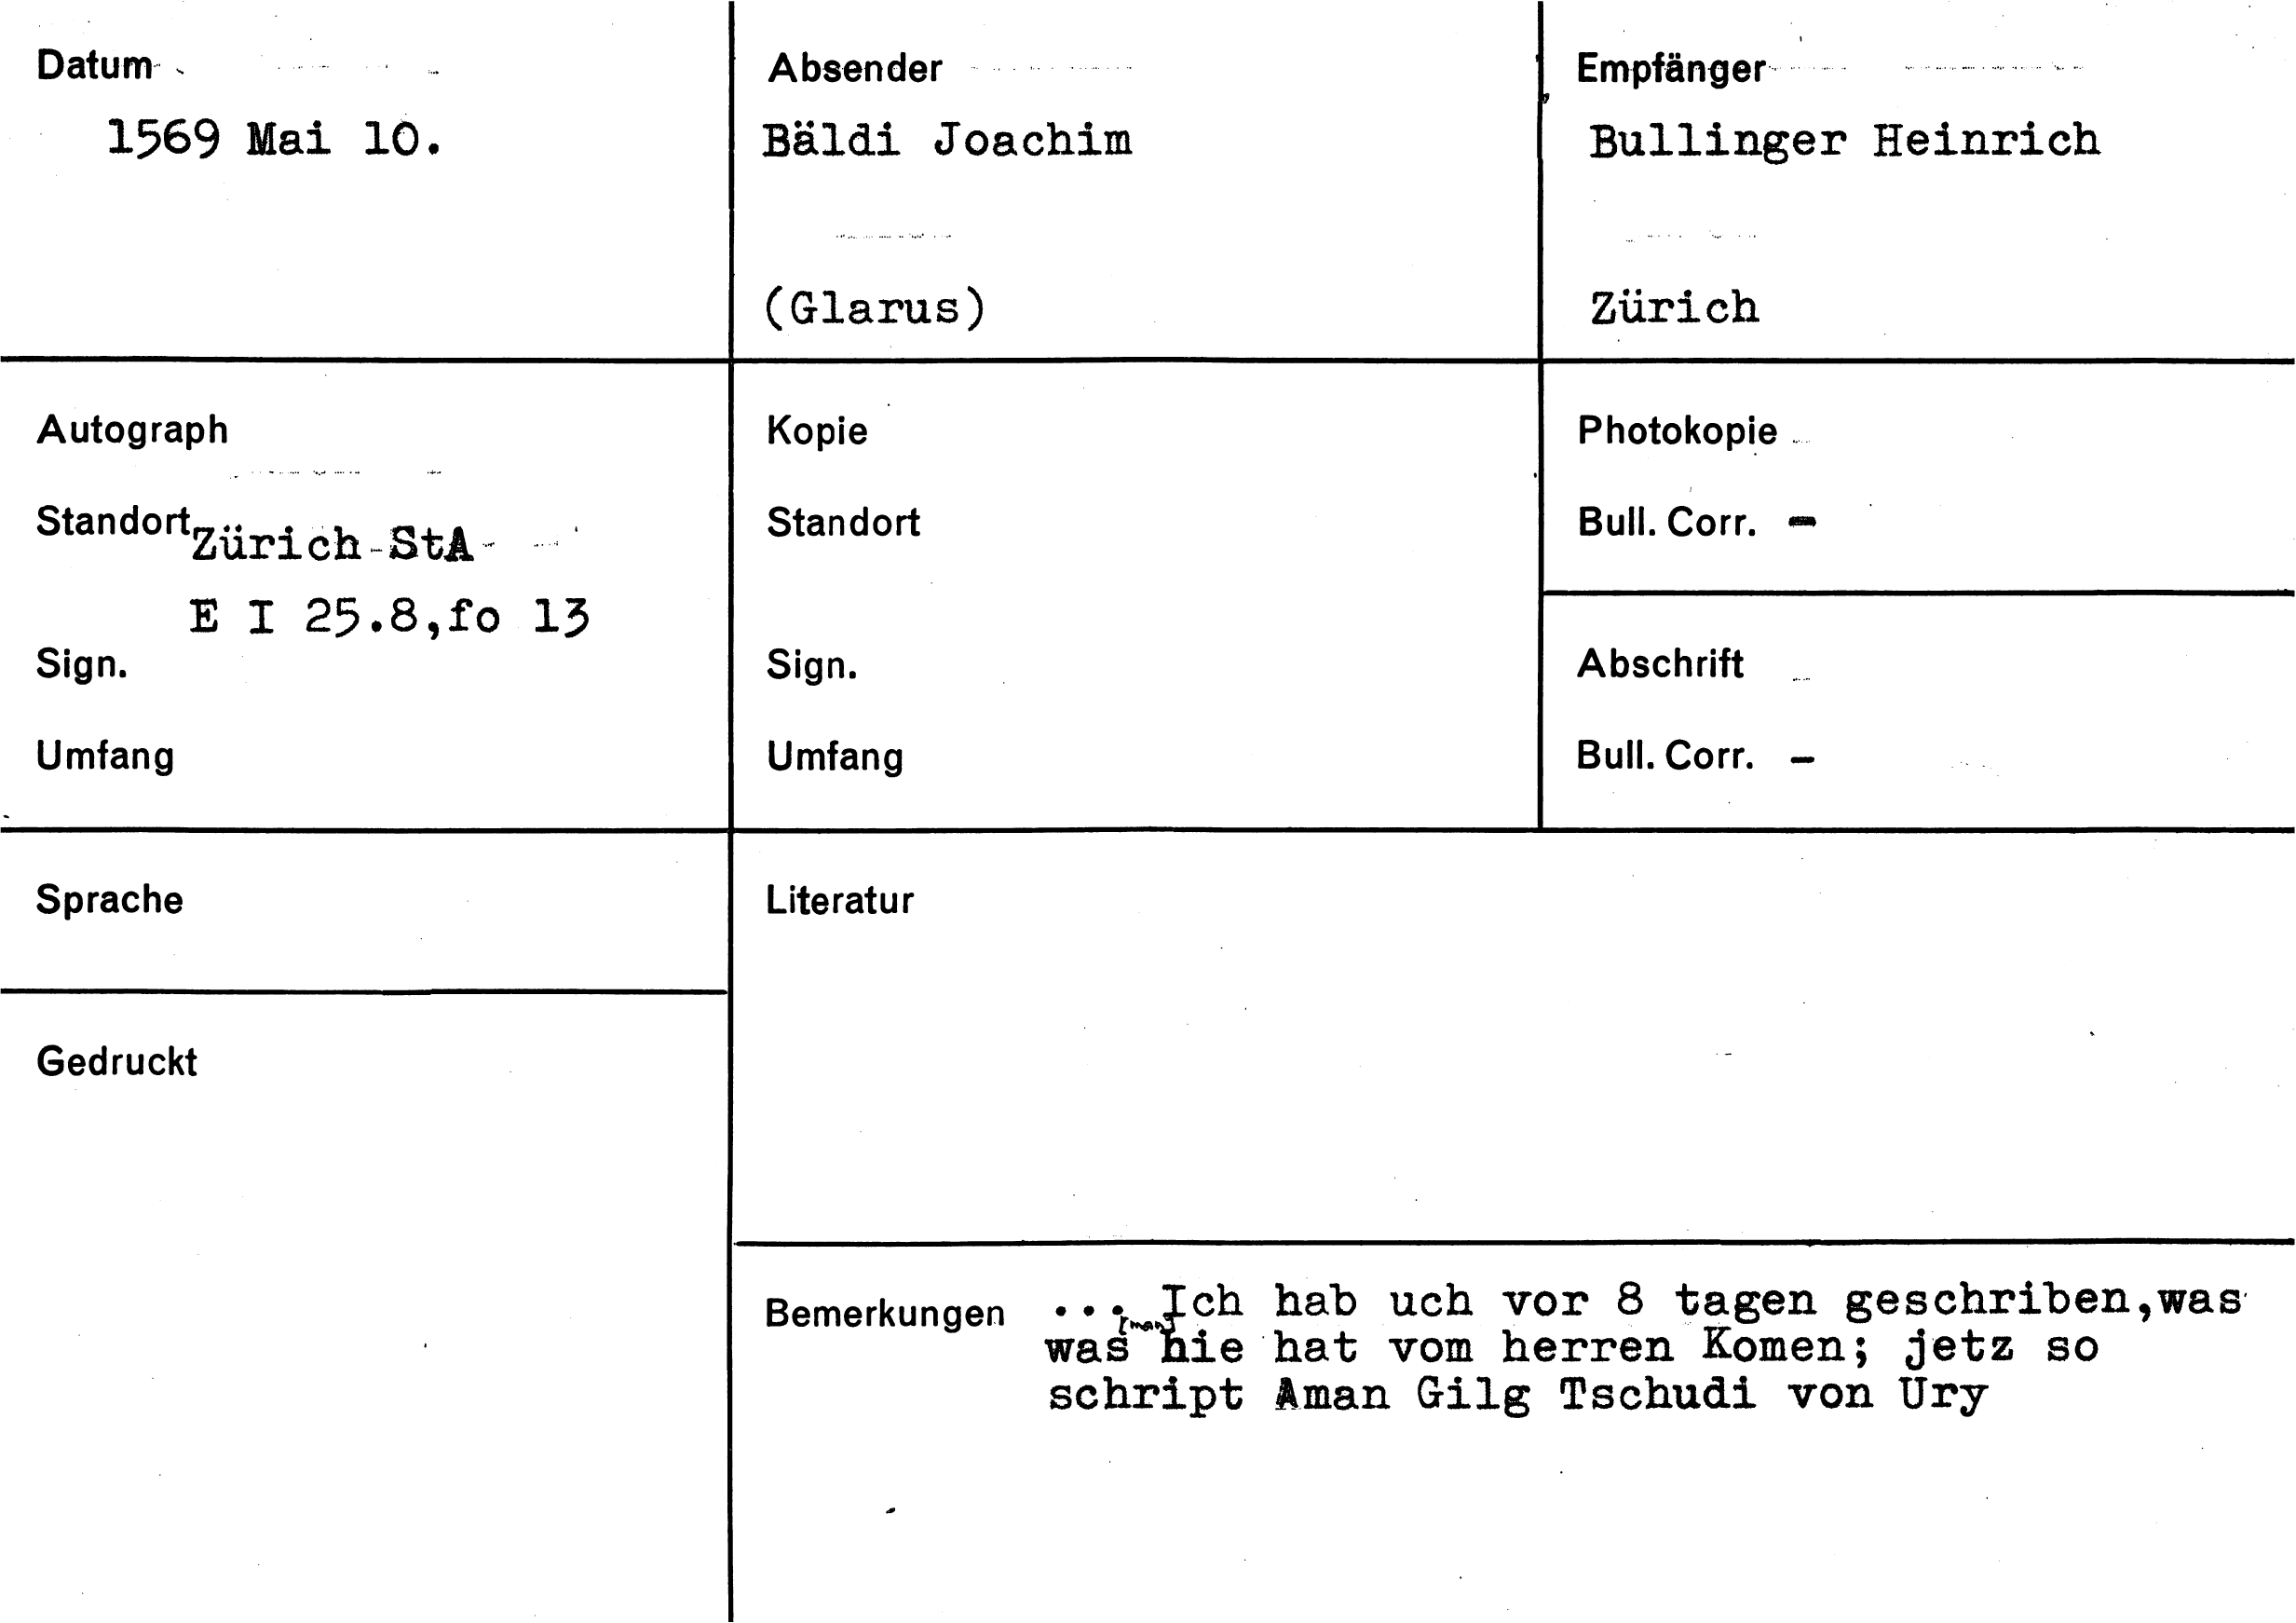 Datum
1569 Mai 10.
Absender
Bäldi Joachim
(Glarus)
Empfänger
Bullinger Heinrich
Zürich
Autograph
Standort Zürich StA
E I 25.8,fo 13
Sign.
Umfang
Kopie
Standort
Sign.
Umfang
Photokopie
Bull. Corr. -
Abschrift
Bull. Corr. -
Sprache
Gedruckt
Literatur
Bemerkungen ... Ich hab uch vor 8 tagen geschriben,was
was [man] hie hat vom herren Komen; jetz so
schript Aman Gilg Tschudi von Ury